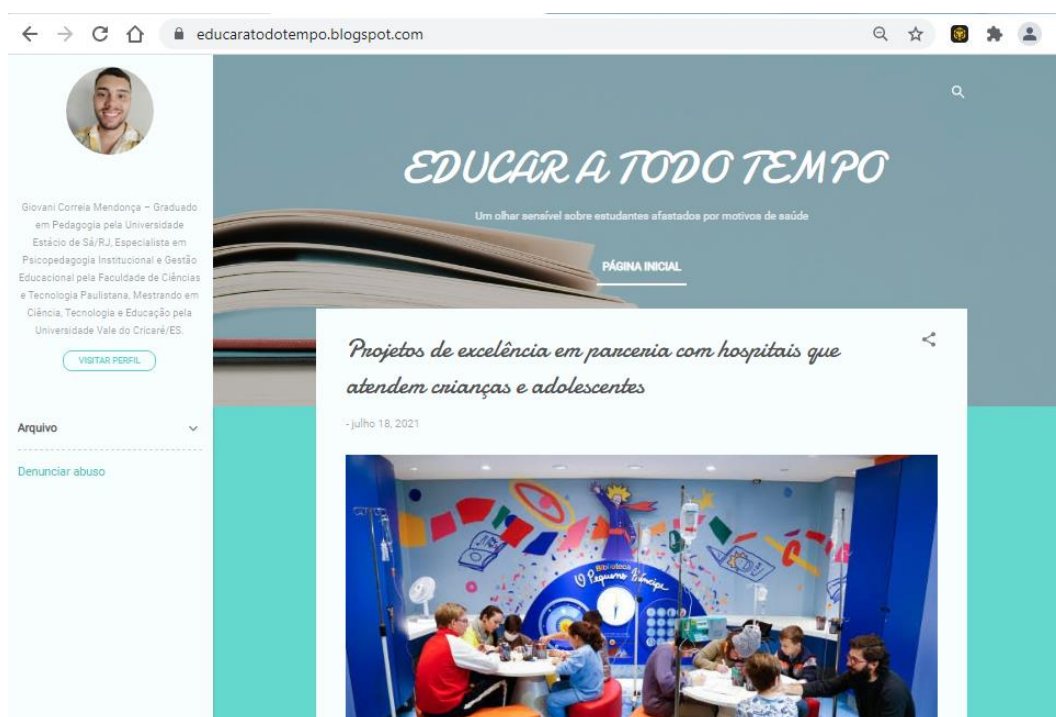 educaratodotempo.blogspot.com
Giovani Correia Mendonça – Graduado
em Pedagogia pela Universidade
Estácio de Sá/RJ, Especialista em
Psicopedagogia Institucional e Gestão
Educacional pela Faculdade de Ciências
e Tecnologia Paulistana, Mestrando em
Ciência, Tecnologia e Educação pela
Universidade Vale do Cricaré/ES.
VISITAR PERFIL
Arquivo
Denunciar abuso
EDUCAR A TODO TEMPO
Um olhar sensível sobre estudantes afastados por motivos de saúde
PÁGINA INICIAL
Projetos de excelência em parceria com hospitais que
atendem crianças e adolescentes
- julho 18, 2021
Biblioteca
O Pequeno Príncipe